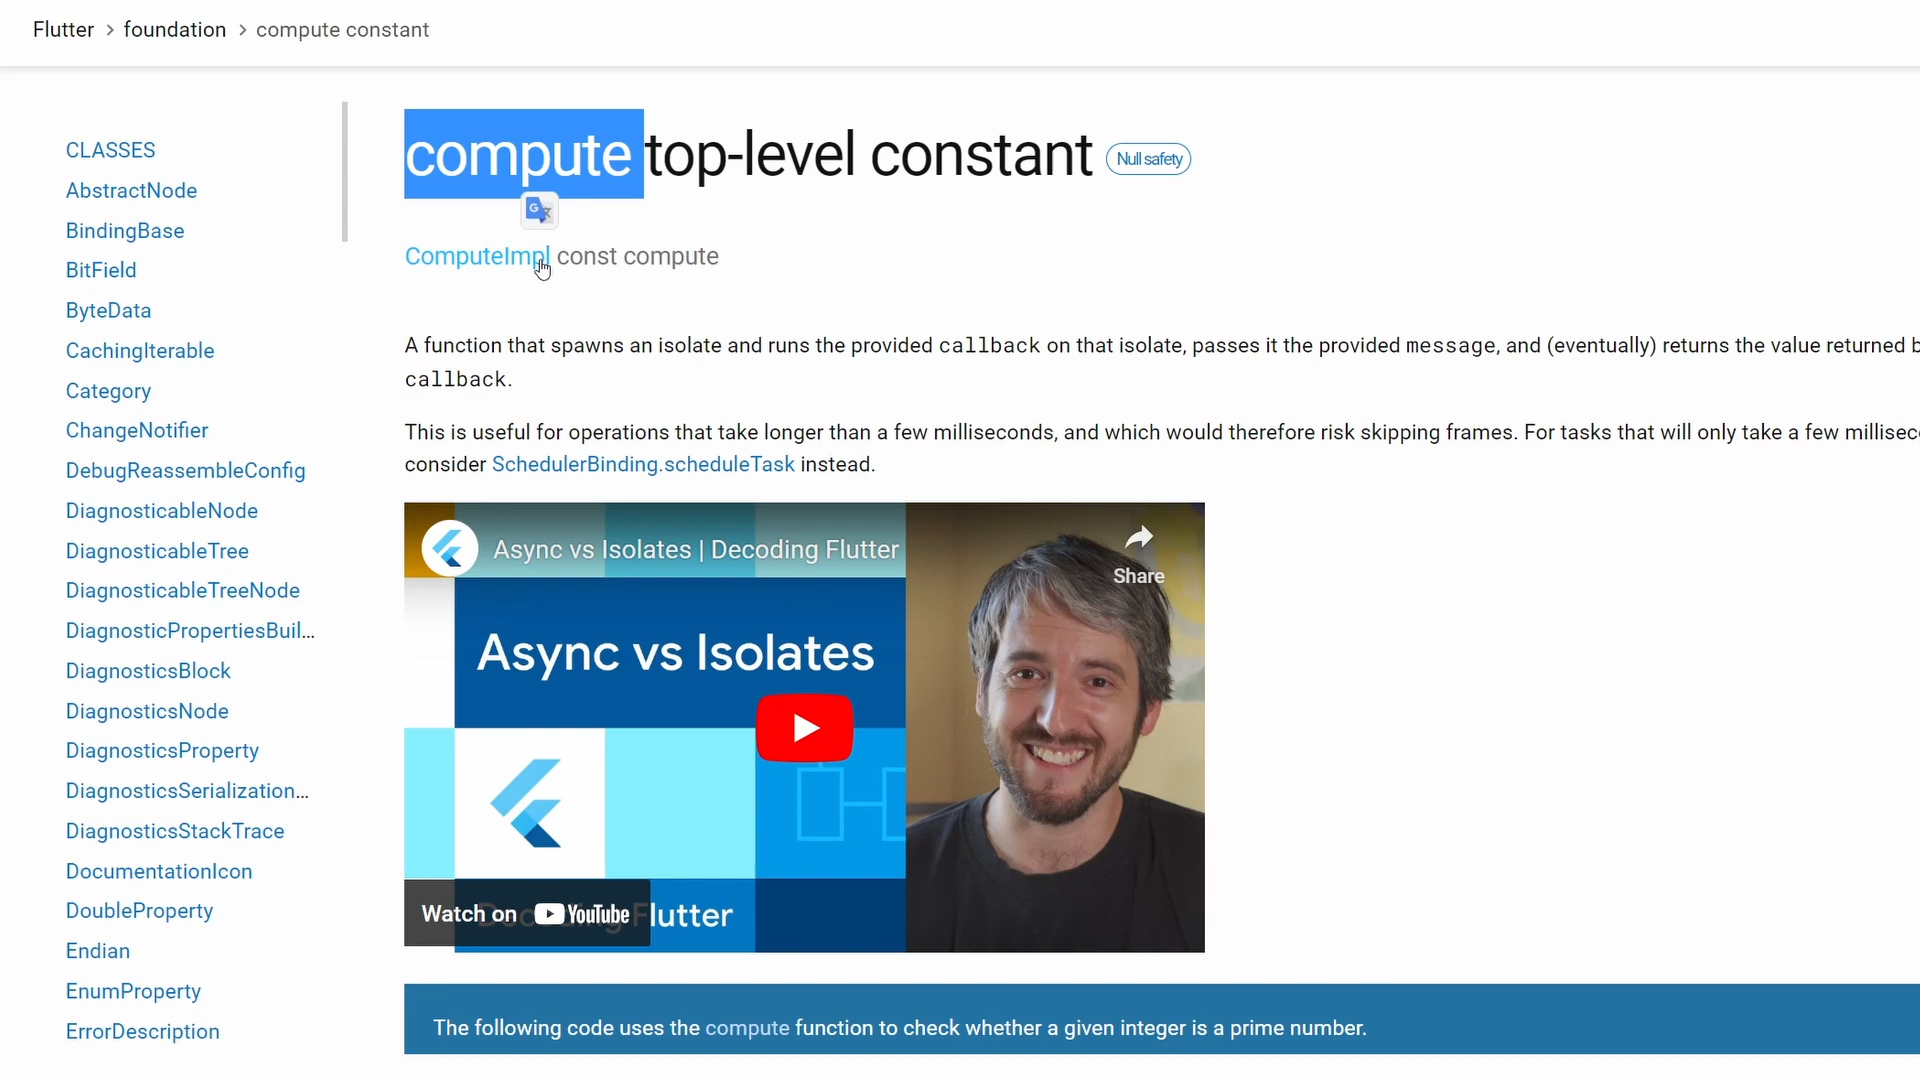 Flutter > foundation > compute constant
CLASSES
AbstractNode
BindingBase
BitField
ByteData
CachingIterable
Category
ChangeNotifier
DebugReassembleConfig
DiagnosticableNode
DiagnosticableTree
DiagnosticableTreeNode
DiagnosticPropertiesBuil...
DiagnosticsBlock
DiagnosticsNode
DiagnosticsProperty
DiagnosticsSerialization...
DiagnosticsStackTrace
DocumentationIcon
DoubleProperty
Endian
EnumProperty
ErrorDescription
compute top-level constant Null safety
ComputeImpl const compute
A function that spawns an isolate and runs the provided callback on that isolate, passes it the provided message, and (eventually) returns the value returned b
callback.
This is useful for operations that take longer than a few milliseconds, and which would therefore risk skipping frames. For tasks that will only take a few millisec
consider SchedulerBinding.scheduleTask instead.
Async vs Isolates | Decoding Flutter
Share
Async vs Isolates
Watch on YouTube
Decoding Flutter
The following code uses the compute function to check whether a given integer is a prime number.